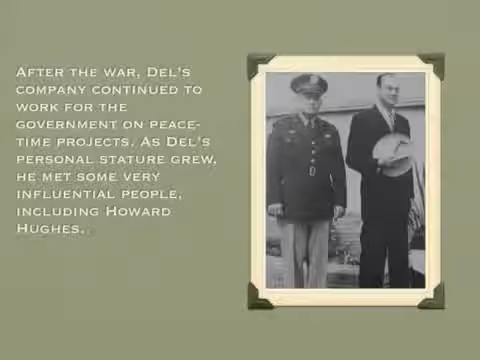 After the war, Del's
company continued to
work for the
government on peace-
time projects. As Del's
personal stature grew,
he met some very
influential people,
including Howard
Hughes.